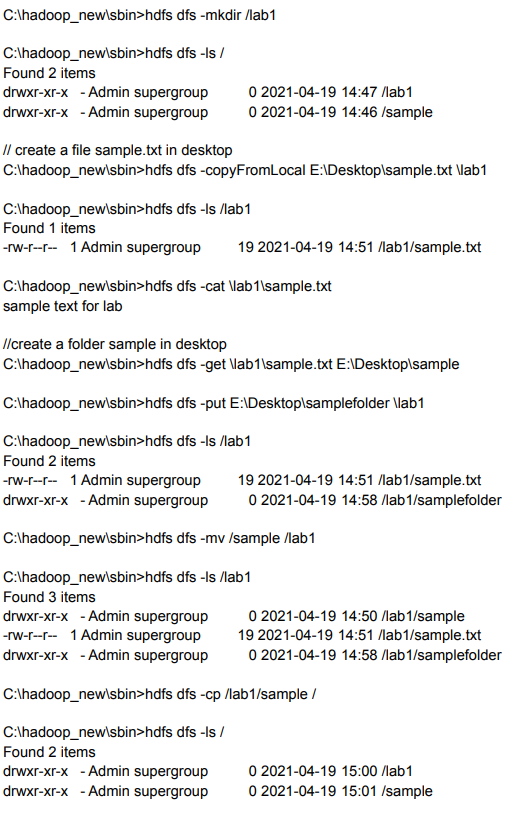 C:\hadoop_new\sbin>hdfs dfs -mkdir /lab1
C:\hadoop_new\sbin>hdfs dfs -ls /
Found 2 items
drwxr-xr-x   - Admin supergroup          0 2021-04-19 14:47 /lab1
drwxr-xr-x   - Admin supergroup          0 2021-04-19 14:46 /sample
// create a file sample.txt in desktop
C:\hadoop_new\sbin>hdfs dfs -copyFromLocal E:\Desktop\sample.txt \lab1
C:\hadoop_new\sbin>hdfs dfs -ls /lab1
Found 1 items
-rw-r--r--   1 Admin supergroup         19 2021-04-19 14:51 /lab1/sample.txt
C:\hadoop_new\sbin>hdfs dfs -cat \lab1\sample.txt
sample text for lab
//create a folder sample in desktop
C:\hadoop_new\sbin>hdfs dfs -get \lab1\sample.txt E:\Desktop\sample
C:\hadoop_new\sbin>hdfs dfs -put E:\Desktop\samplefolder \lab1
C:\hadoop_new\sbin>hdfs dfs -ls /lab1
Found 2 items
-rw-r--r--   1 Admin supergroup         19 2021-04-19 14:51 /lab1/sample.txt
drwxr-xr-x   - Admin supergroup          0 2021-04-19 14:58 /lab1/samplefolder
C:\hadoop_new\sbin>hdfs dfs -mv /sample /lab1
C:\hadoop_new\sbin>hdfs dfs -ls /lab1
Found 3 items
drwxr-xr-x   - Admin supergroup          0 2021-04-19 14:50 /lab1/sample
-rw-r--r--   1 Admin supergroup         19 2021-04-19 14:51 /lab1/sample.txt
drwxr-xr-x   - Admin supergroup          0 2021-04-19 14:58 /lab1/samplefolder
C:\hadoop_new\sbin>hdfs dfs -cp /lab1/sample /
C:\hadoop_new\sbin>hdfs dfs -ls /
Found 2 items
drwxr-xr-x   - Admin supergroup          0 2021-04-19 15:00 /lab1
drwxr-xr-x   - Admin supergroup          0 2021-04-19 15:01 /sample